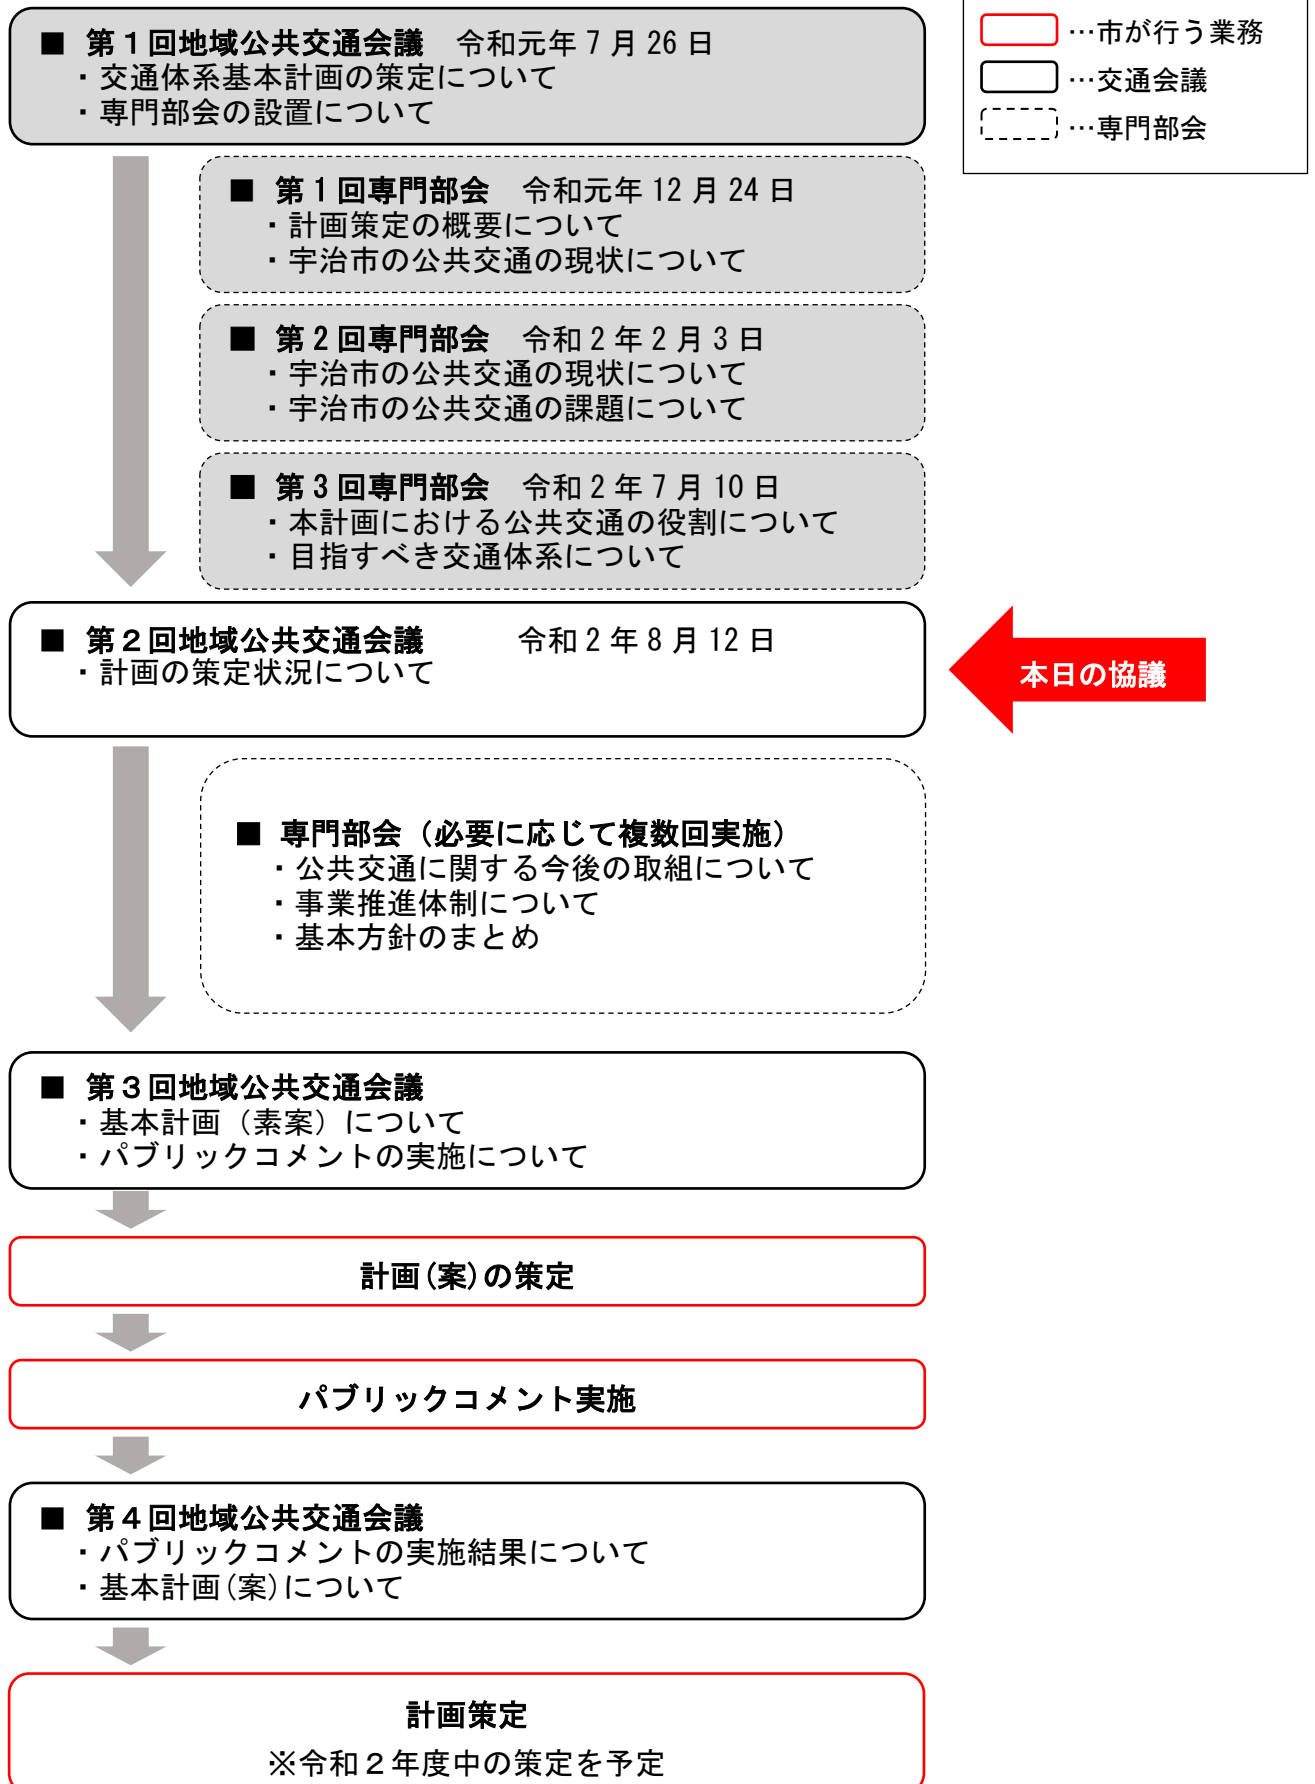 ■ 第１回地域公共交通会議　令和元年 7 月 26 日
・交通体系基本計画の策定について
・専門部会の設置について
…市が行う業務
…交通会議
…専門部会
■ 第 1 回専門部会　令和元年 12 月 24 日
・計画策定の概要について
・宇治市の公共交通の現状について
■ 第 2 回専門部会　令和 2 年 2 月 3 日
・宇治市の公共交通の現状について
・宇治市の公共交通の課題について
■ 第 3 回専門部会　令和 2 年 7 月 10 日
・本計画における公共交通の役割について
・目指すべき交通体系について
■ 第２回地域公共交通会議　　　令和 2 年 8 月 12 日
・計画の策定状況について
本日の協議
■ 専門部会（必要に応じて複数回実施）
・公共交通に関する今後の取組について
・事業推進体制について
・基本方針のまとめ
■ 第３回地域公共交通会議
・基本計画（素案）について
・パブリックコメントの実施について
計画(案)の策定
パブリックコメント実施
■ 第４回地域公共交通会議
・パブリックコメントの実施結果について
・基本計画(案)について
計画策定
※令和２年度中の策定を予定